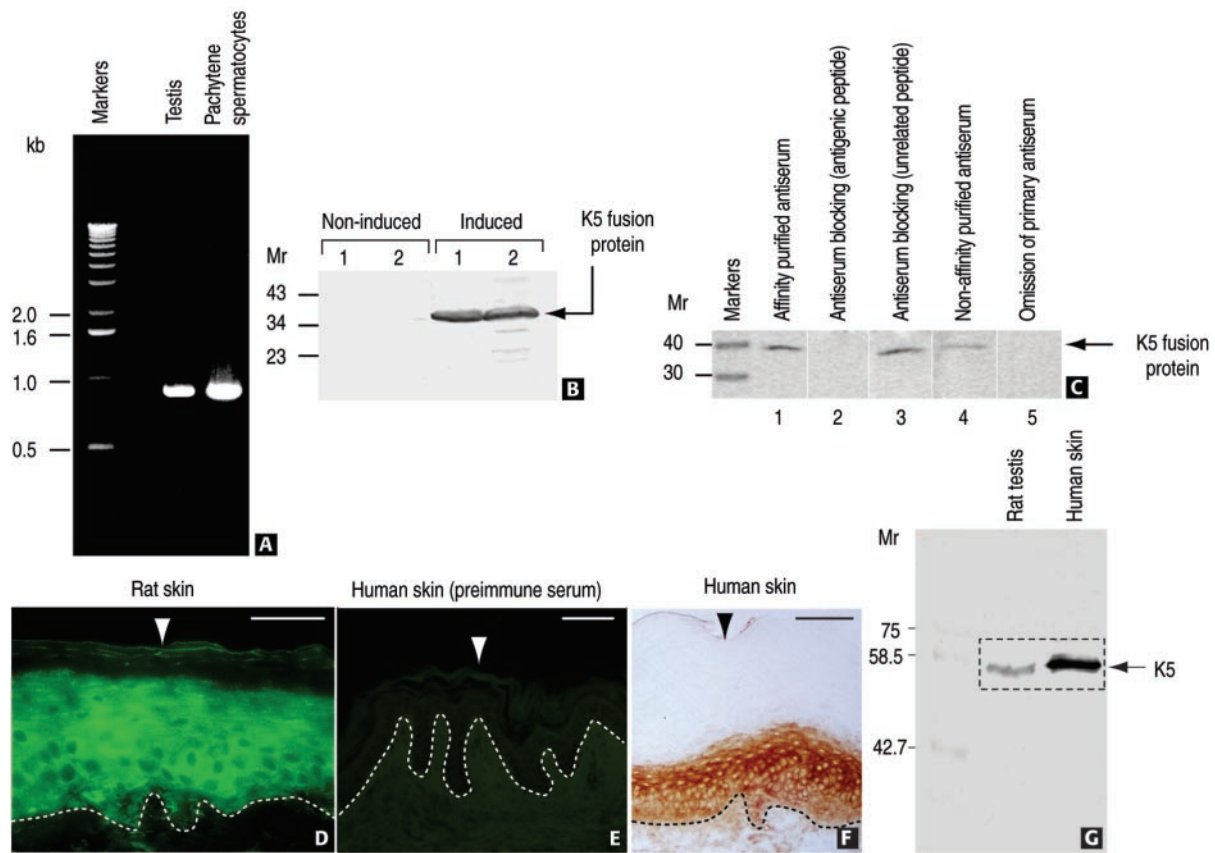 Markers
Testis
Pachytene
spermatocytes
kb
2.0
1.6
1.0
0.5
A
Non-induced
Induced
K5 fusion
protein
1
2
1
2
Mr
43
34
23
B
Markers
Affinity purified antiserum
Antiserum blocking (antigenic peptide)
Antiserum blocking (unrelated peptide)
Non-affinity purified antiserum
Omission of primary antiserum
Mr
40
30
K5 fusion
protein
C
1
2
3
4
5
Rat skin
D
Human skin (preimmune serum)
E
Human skin
F
Rat testis
Human skin
Mr
75
58.5
42.7
K5
G